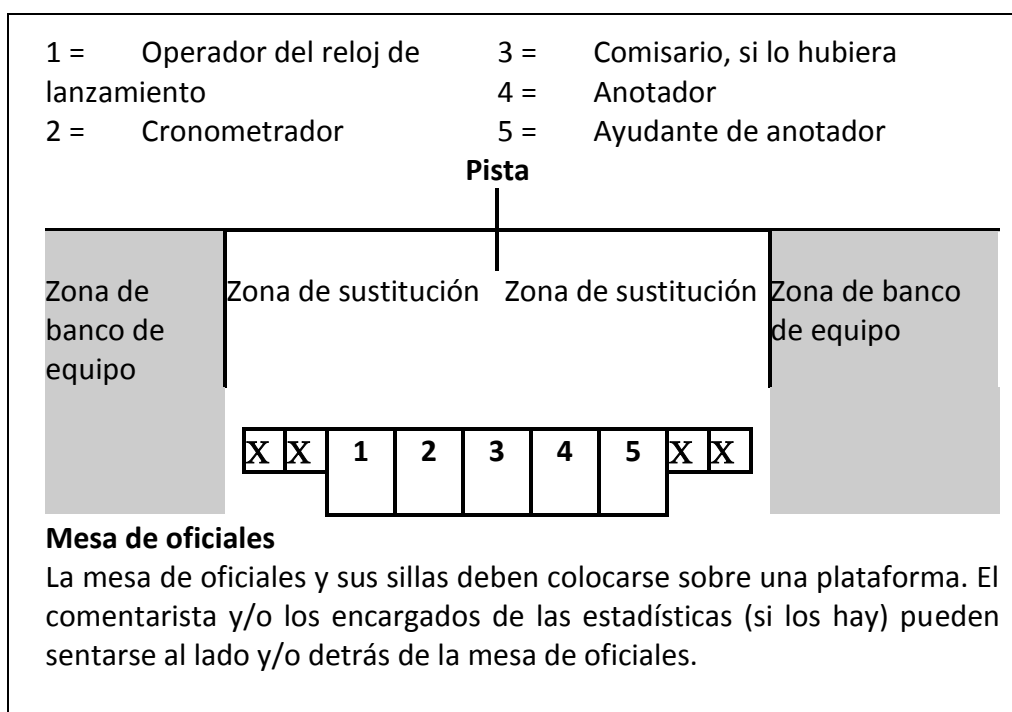 1 = Operador del reloj de
lanzamiento
2 = Cronometrador
3 = Comisario, si lo hubiera
4 = Anotador
5 = Ayudante de anotador
Pista
Zona de
banco de
equipo
Zona de sustitución
Zona de sustitución
Zona de banco
de equipo
X X 1 2 3 4 5 X X
Mesa de oficiales
La mesa de oficiales y sus sillas deben colocarse sobre una plataforma. El
comentarista y/o los encargados de las estadísticas (si los hay) pueden
sentarse al lado y/o detrás de la mesa de oficiales.